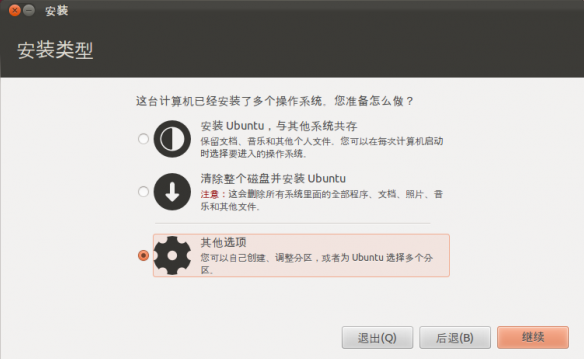 安装
安装类型
这台计算机已经安装了多个操作系统。您准备怎么做？
安装 Ubuntu，与其他系统共存
保留文档、音乐和其他个人文件。您可以在每次计算机启动
时选择要进入的操作系统。
清除整个磁盘并安装 Ubuntu
注意：这会删除所有系统里面的全部程序、文档、照片、音
乐和其他文件。
其他选项
您可以自己创建、调整分区，或者为 Ubuntu 选择多个分
区。
退出(Q)
后退(B)
继续